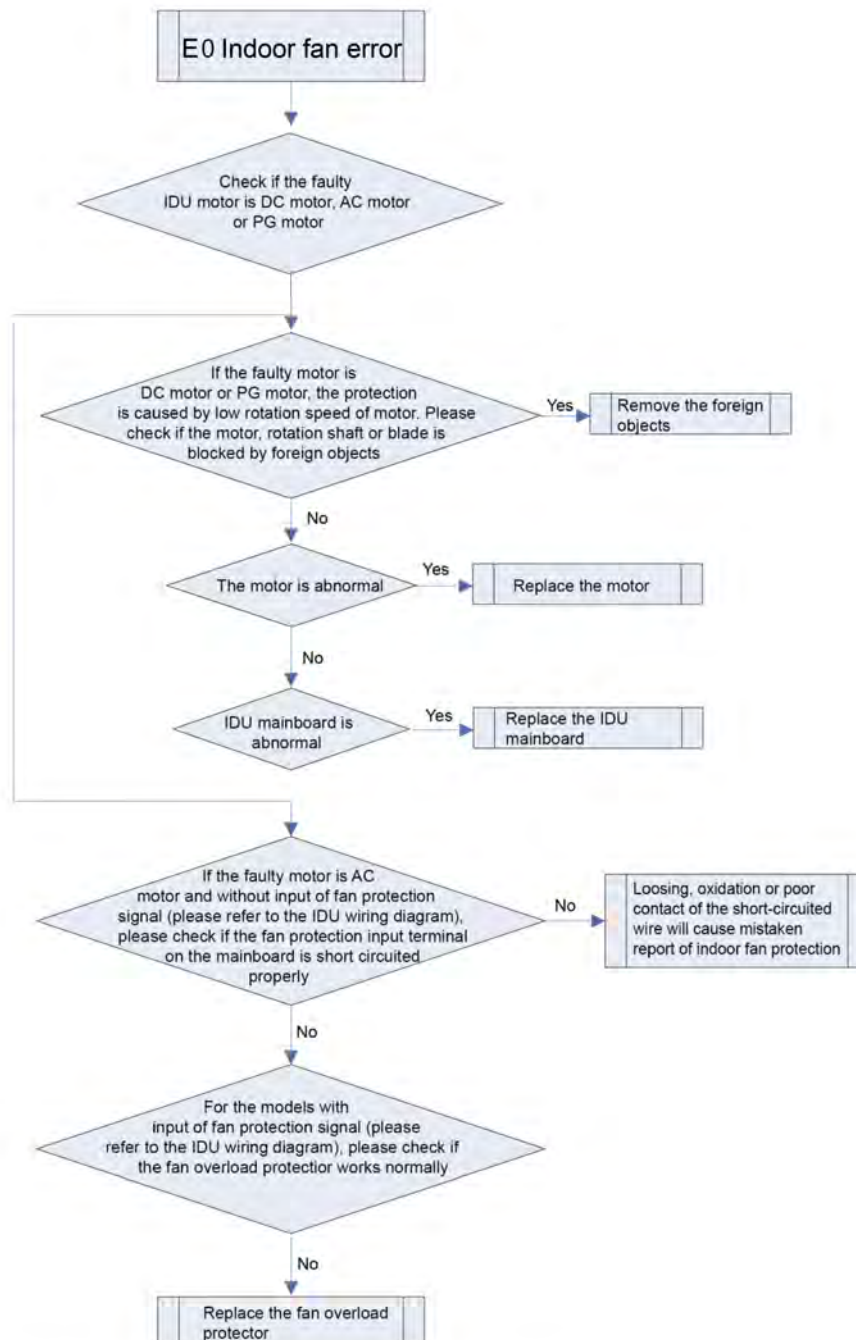 E0 Indoor fan error
Check if the faulty
IDU motor is DC motor, AC motor
or PG motor
If the faulty motor is
DC motor or PG motor, the protection
is caused by low rotation speed of motor. Please
check if the motor, rotation shaft or blade is
blocked by foreign objects
Yes
Remove the foreign
objects
No
The motor is abnormal
Yes
Replace the motor
No
IDU mainboard is
abnormal
Yes
Replace the IDU
mainboard
If the faulty motor is AC
motor and without input of fan protection
signal (please refer to the IDU wiring diagram),
please check if the fan protection input terminal
on the mainboard is short circuited
properly
No
Loosing, oxidation or poor
contact of the short-circuited
wire will cause mistaken
report of indoor fan protection
No
For the models with
input of fan protection signal (please
refer to the IDU wiring diagram), please check if
the fan overload protectior works normally
No
Replace the fan overload
protector